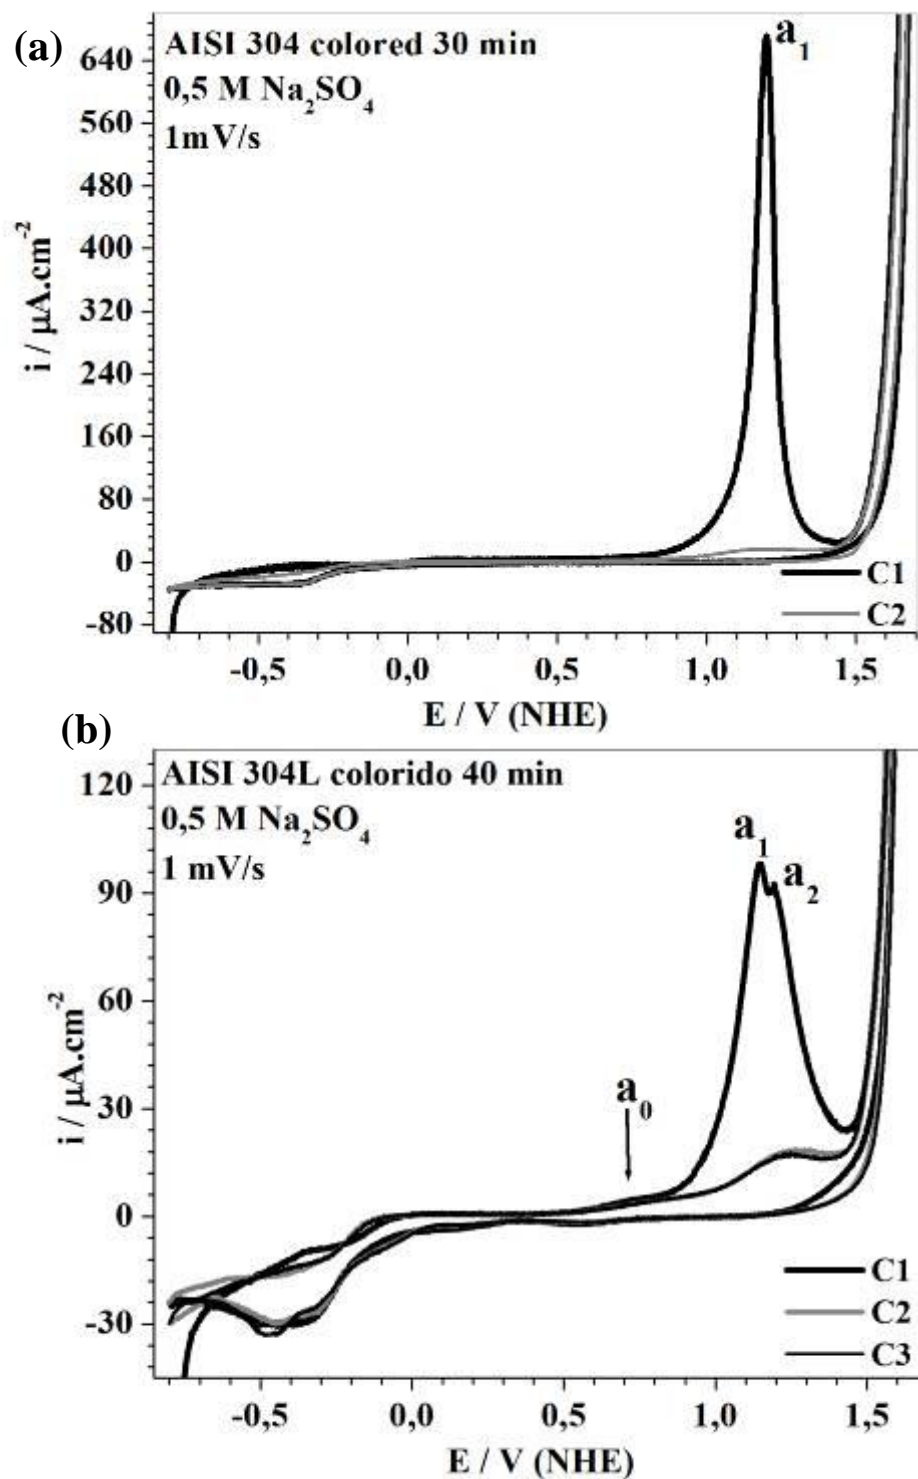 (a)
AISI 304 colored 30 min
0,5 M Na₂SO₄
1mV/s
a₁
640
560
480
400
320
240
160
80
0
-80
i / μA.cm⁻²
C1
C2
-0,5 0,0 0,5 1,0 1,5
E / V (NHE)
(b)
AISI 304L colorido 40 min
0,5 M Na₂SO₄
1 mV/s
a₁
a₂
a₀
120
90
60
30
0
-30
i / μA.cm⁻²
C1
C2
C3
-0,5 0,0 0,5 1,0 1,5
E / V (NHE)